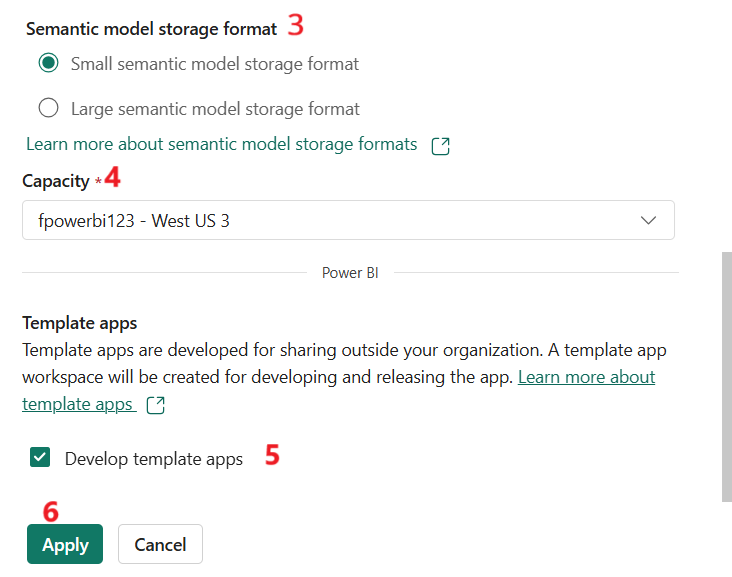 Semantic model storage format 3
Small semantic model storage format
Large semantic model storage format
Learn more about semantic model storage formats
Capacity *4
fpowerbi123 - West US 3
Power BI
Template apps
Template apps are developed for sharing outside your organization. A template app
workspace will be created for developing and releasing the app. Learn more about
template apps
Develop template apps 5
6
Apply Cancel